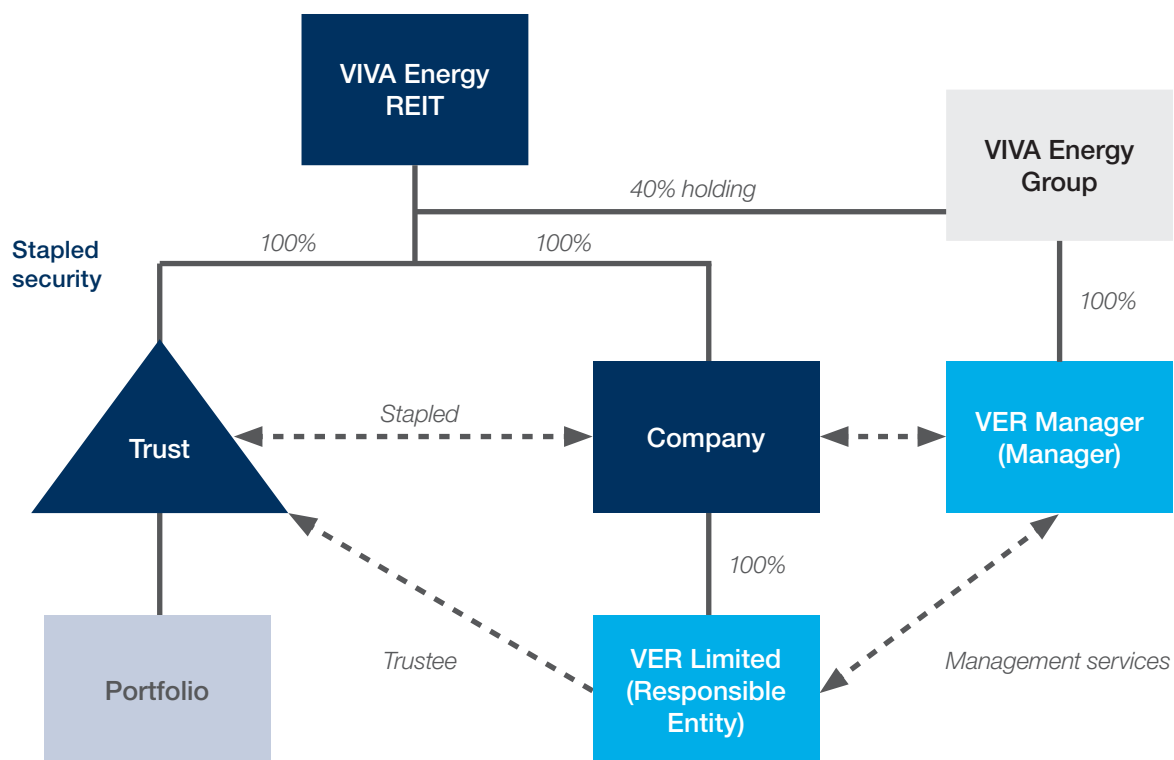 VIVA Energy
REIT
VIVA Energy
Group
40% holding
Stapled
security
100%
100%
100%
Trust
Stapled
Company
VER Manager
(Manager)
100%
Portfolio
Trustee
VER Limited
(Responsible
Entity)
Management services